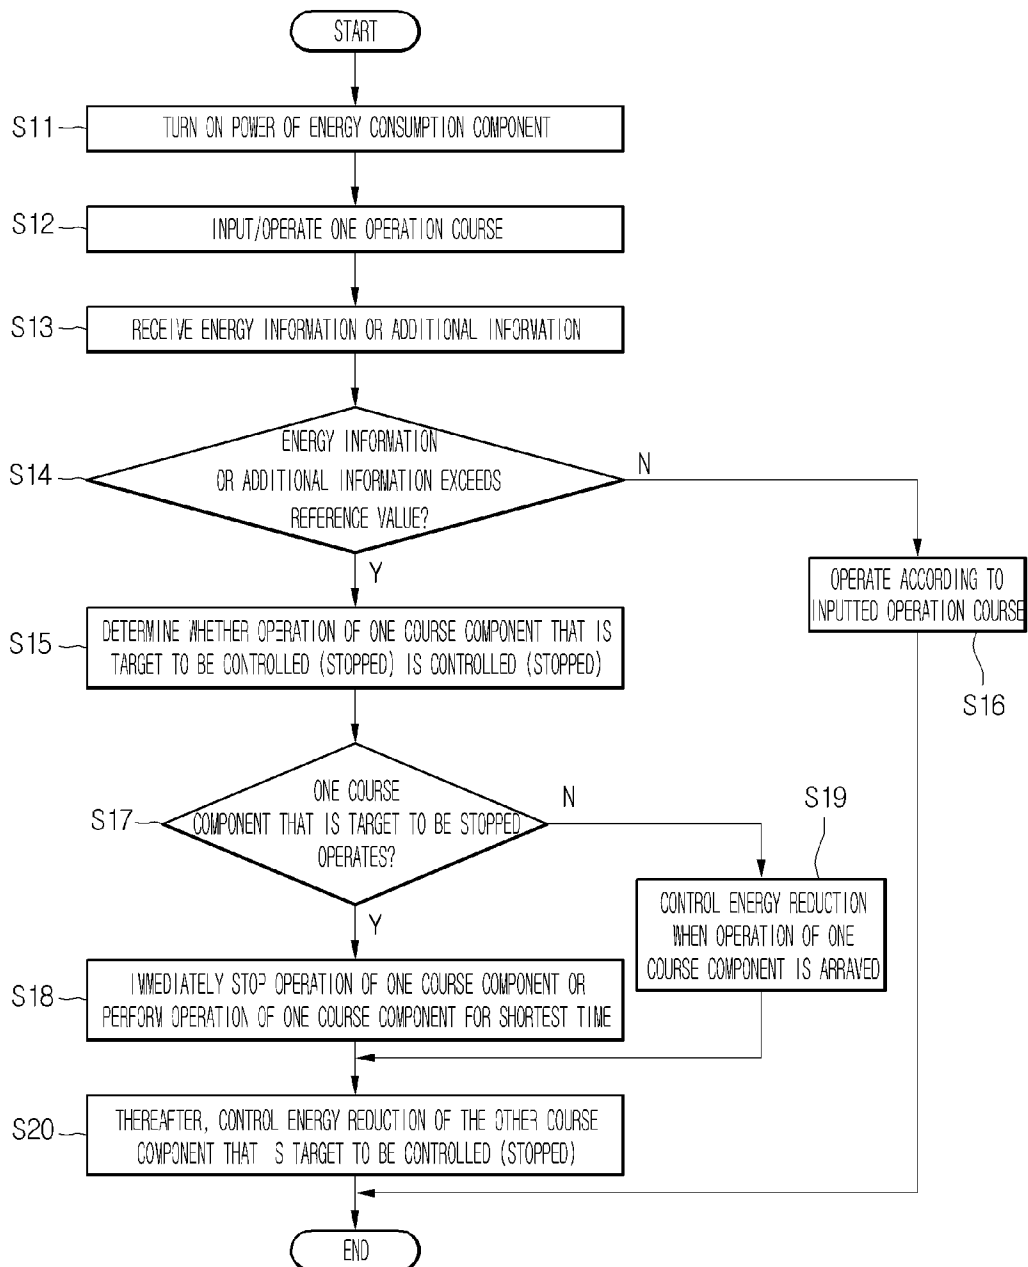 START
S11
TURN ON POWER OF ENERGY CONSUMPTION COMPONENT
S12
INPUT/OPERATE ONE OPERATION COURSE
S13
RECEIVE ENERGY INFORMATION OR ADDITIONAL INFORMATION
S14
ENERGY INFORMATION
OR ADDITIONAL INFORMATION EXCEEDS
REFERENCE VALUE?
N
Y
OPERATE ACCORDING TO
INPUTTED OPERATION COURSE
S16
S15
DETERMINE WHETHER OPERATION OF ONE COURSE COMPONENT THAT IS
TARGET TO BE CONTROLLED (STOPPED) IS CONTROLLED (STOPPED)
S17
ONE COURSE
COMPONENT THAT IS TARGET TO BE STOPPED
OPERATES?
N
Y
S19
CONTROL ENERGY REDUCTION
WHEN OPERATION OF ONE
COURSE COMPONENT IS ARRAVED
S18
IMMEDIATELY STOP OPERATION OF ONE COURSE COMPONENT OR
PERFORM OPERATION OF ONE COURSE COMPONENT FOR SHORTEST TIME
S20
THEREAFTER, CONTROL ENERGY REDUCTION OF THE OTHER COURSE
COMPONENT THAT IS TARGET TO BE CONTROLLED (STOPPED)
END